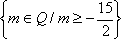 {m ∈ Q / m ≥ -15/2}